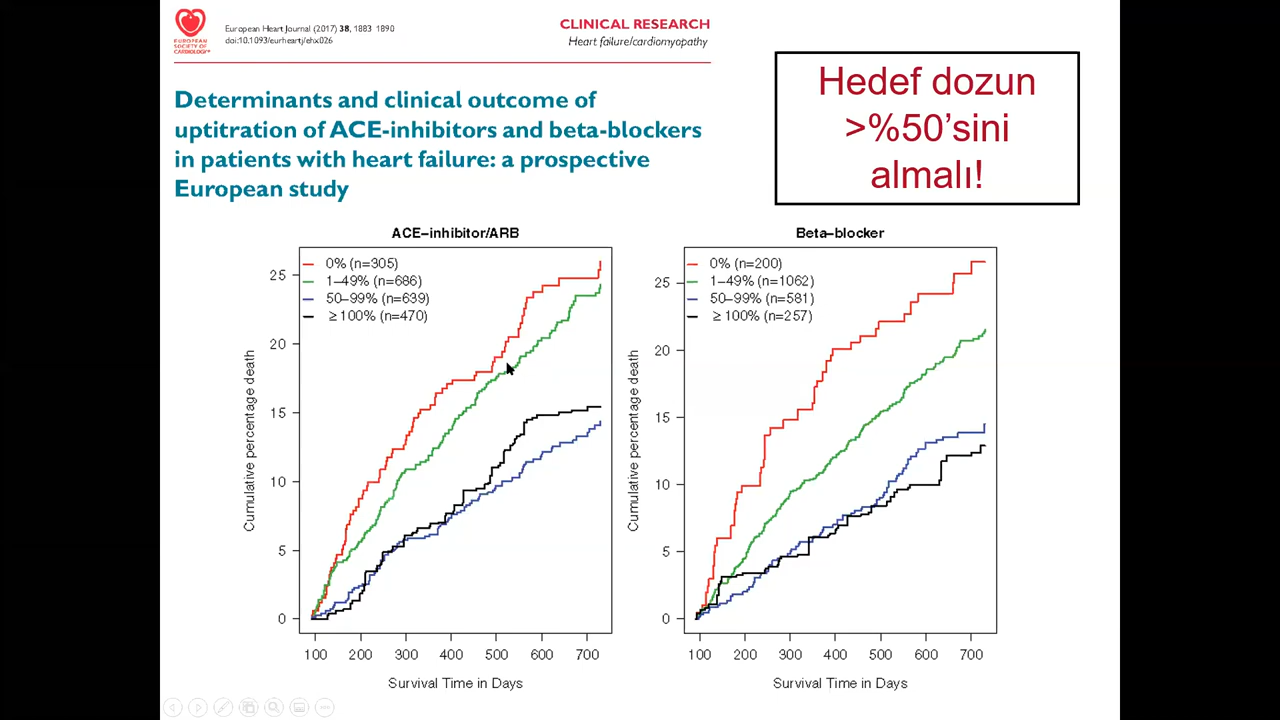 EUROPEAN
SOCIETY OF
CARDIOLOGY®
European Heart Journal (2017) 38, 1883–1890
doi:10.1093/eurheartj/ehx026
CLINICAL RESEARCH
Heart failure/cardiomyopathy
Determinants and clinical outcome of
uptitration of ACE-inhibitors and beta-blockers
in patients with heart failure: a prospective
European study
Hedef dozun
>%50’sini
almalı!
ACE–inhibitor/ARB
0% (n=305)
1–49% (n=686)
50–99% (n=639)
≥100% (n=470)
Cumulative percentage death
25
20
15
10
5
0
100 200 300 400 500 600 700
Survival Time in Days
Beta–blocker
0% (n=200)
1–49% (n=1062)
50–99% (n=581)
≥100% (n=257)
Cumulative percentage death
25
20
15
10
5
0
100 200 300 400 500 600 700
Survival Time in Days